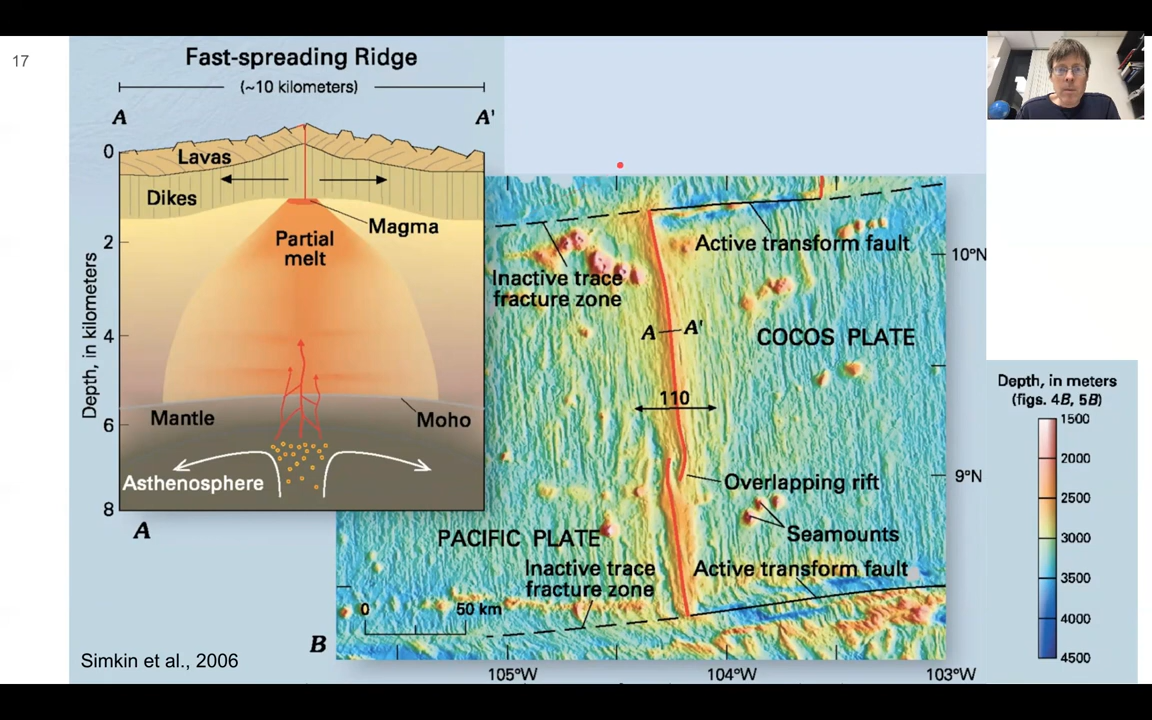 17
Fast-spreading Ridge
(~10 kilometers)
A
A'
0
2
4
6
8
Depth, in kilometers
Lavas
Dikes
Magma
Partial
melt
Mantle
Moho
Asthenosphere
A
Active transform fault
10°N
Inactive trace
fracture zone
A
A'
COCOS PLATE
110
Overlapping rift
9°N
Seamounts
PACIFIC PLATE
Active transform fault
Inactive trace
fracture zone
0
50 km
B
105°W
104°W
103°W
Depth, in meters
(figs. 4B, 5B)
1500
2000
2500
3000
3500
4000
4500
Simkin et al., 2006